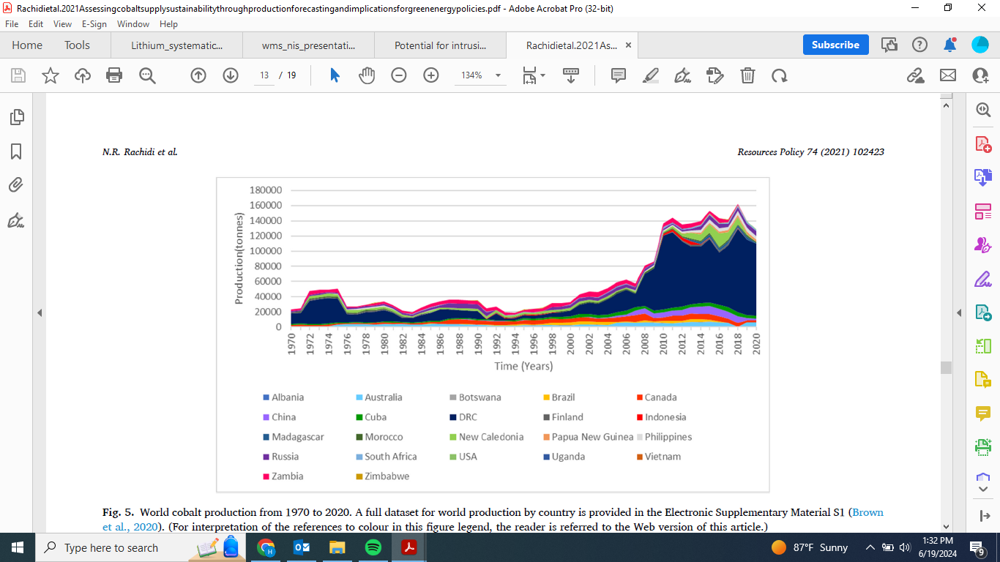 Rachidietal.2021Assessingcobaltsupplysustainabilitythroughproductionforecastingandimplicationsforgreenenergypolicies.pdf - Adobe Acrobat Pro (32-bit)
File Edit View E-Sign Window Help
Home Tools Lithium_systematic... wms_nis_presentati... Potential for intrusi... Rachidietal.2021As... × Subscribe
13 / 19 134%
N.R. Rachidi et al. Resources Policy 74 (2021) 102423
180000
160000
140000
120000
100000
80000
60000
40000
20000
0
Production(tonnes)
1970 1972 1974 1976 1978 1980 1982 1984 1986 1988 1990 1992 1994 1996 1998 2000 2002 2004 2006 2008 2010 2012 2014 2016 2018 2020
Time (Years)
Albania Australia Botswana Brazil Canada
China Cuba DRC Finland Indonesia
Madagascar Morocco New Caledonia Papua New Guinea Philippines
Russia South Africa USA Uganda Vietnam
Zambia Zimbabwe
Fig. 5. World cobalt production from 1970 to 2020. A full dataset for world production by country is provided in the Electronic Supplementary Material S1 (Brown
et al., 2020). (For interpretation of the references to colour in this figure legend, the reader is referred to the Web version of this article.)
Type here to search 87°F Sunny 1:32 PM
6/19/2024 9